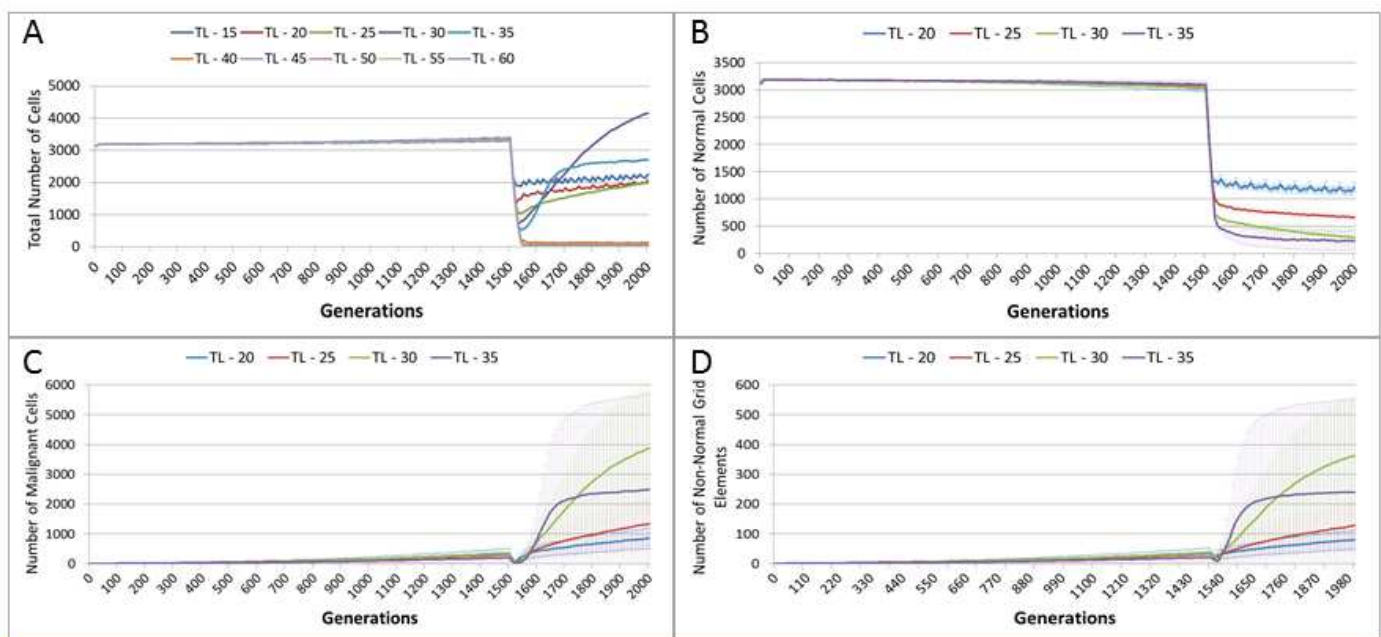 A
TL - 15 TL - 20 TL - 25 TL - 30 TL - 35
TL - 40 TL - 45 TL - 50 TL - 55 TL - 60
Total Number of Cells
5000
4000
3000
2000
1000
0
0 100 200 300 400 500 600 700 800 900 1000 1100 1200 1300 1400 1500 1600 1700 1800 1900 2000
Generations
B
TL - 20 TL - 25 TL - 30 TL - 35
Number of Normal Cells
3500
3000
2500
2000
1500
1000
500
0
0 100 200 300 400 500 600 700 800 900 1000 1100 1200 1300 1400 1500 1600 1700 1800 1900 2000
Generations
C
TL - 20 TL - 25 TL - 30 TL - 35
Number of Malignant Cells
6000
5000
4000
3000
2000
1000
0
0 100 200 300 400 500 600 700 800 900 1000 1100 1200 1300 1400 1500 1600 1700 1800 1900 2000
Generations
D
TL - 20 TL - 25 TL - 30 TL - 35
Number of Non-Normal Grid
Elements
600
500
400
300
200
100
0
0 110 220 330 440 550 660 770 880 990 1100 1210 1320 1430 1540 1650 1760 1870 1980
Generations